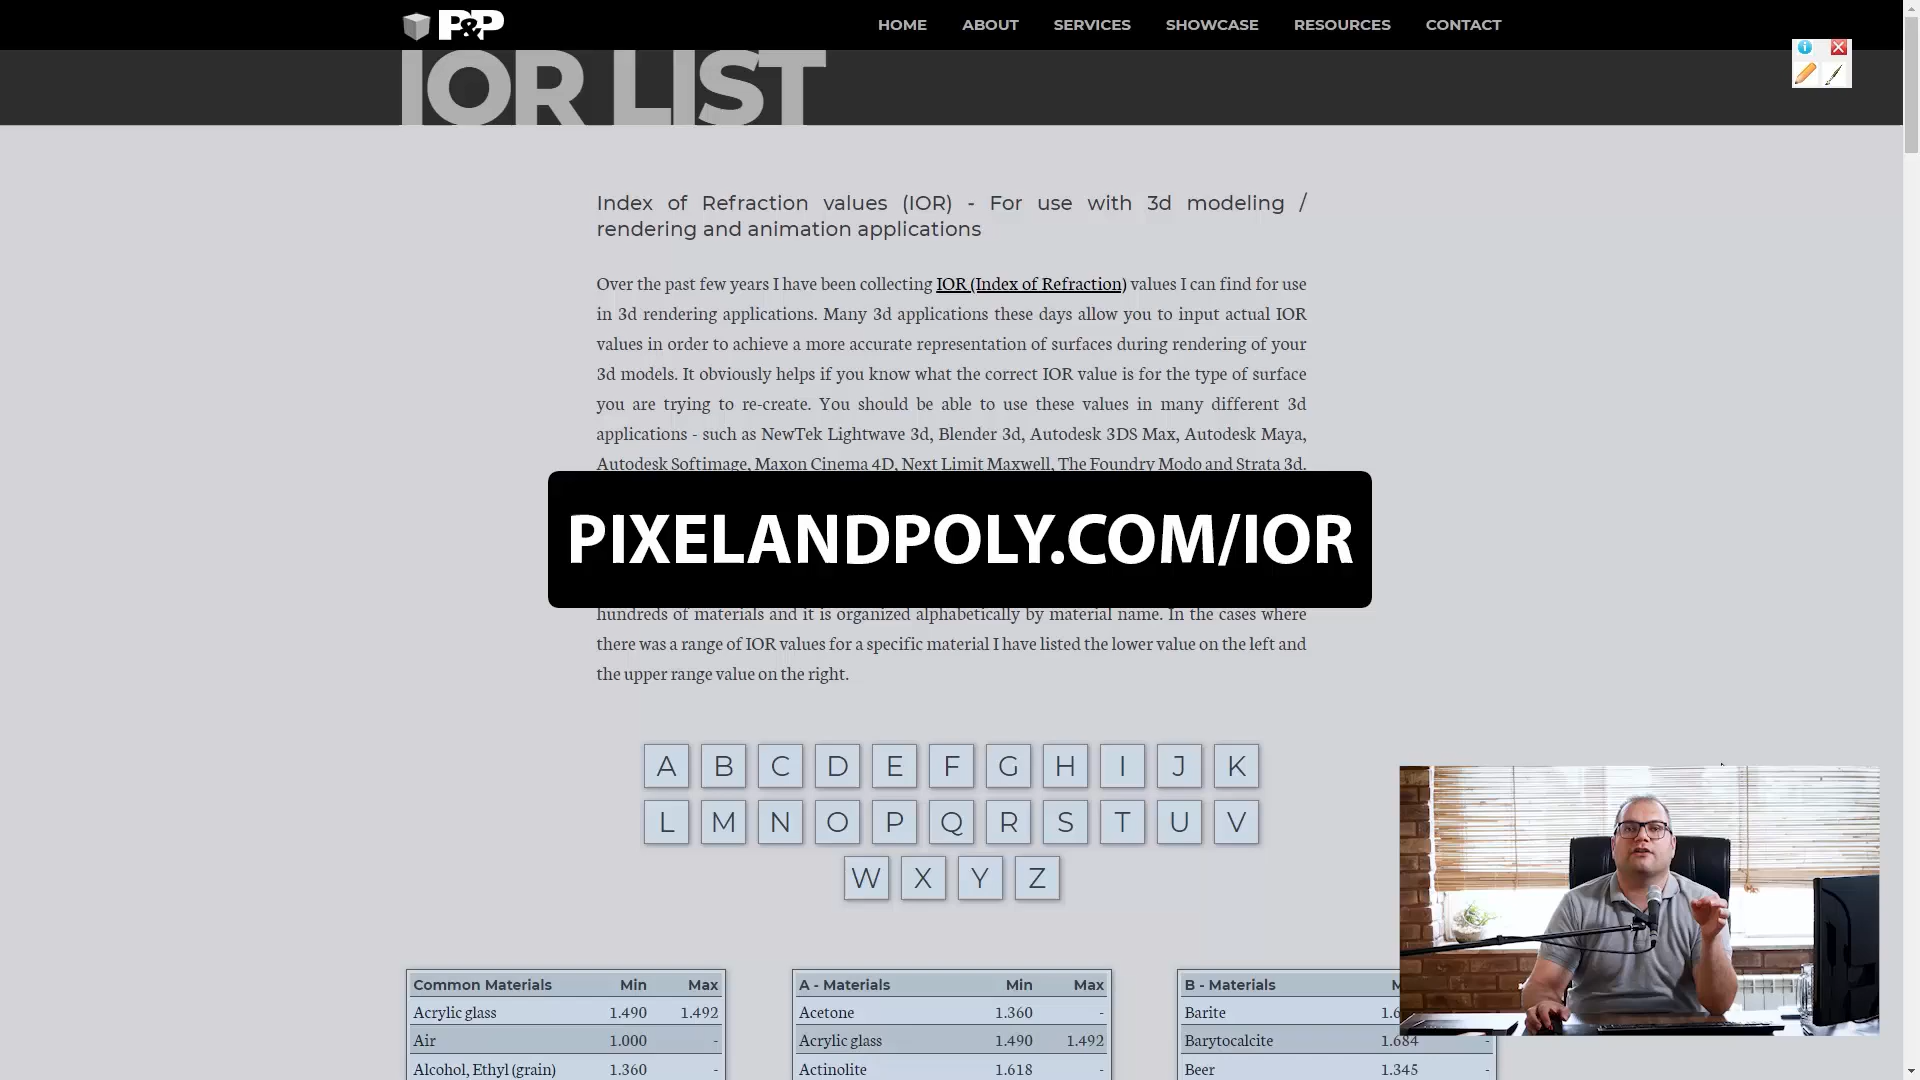 P&P
HOME ABOUT SERVICES SHOWCASE RESOURCES CONTACT
IOR LIST
Index of Refraction values (IOR) - For use with 3d modeling /
rendering and animation applications
Over the past few years I have been collecting IOR (Index of Refraction) values I can find for use
in 3d rendering applications. Many 3d applications these days allow you to input actual IOR
values in order to achieve a more accurate representation of surfaces during rendering of your
3d models. It obviously helps if you know what the correct IOR value is for the type of surface
you are trying to re-create. You should be able to use these values in many different 3d
applications - such as NewTek Lightwave 3d, Blender 3d, Autodesk 3DS Max, Autodesk Maya,
Autodesk Softimage, Maxon Cinema 4D, Next Limit Maxwell, The Foundry Modo and Strata 3d.
PIXELANDPOLY.COM/IOR
hundreds of materials and it is organized alphabetically by material name. In the cases where
there was a range of IOR values for a specific material I have listed the lower value on the left and
the upper range value on the right.
A B C D E F G H I J K
L M N O P Q R S T U V
W X Y Z
Common Materials Min Max
Acrylic glass 1.490 1.492
Air 1.000 -
Alcohol, Ethyl (grain) 1.360 -
A - Materials Min Max
Acetone 1.360 -
Acrylic glass 1.490 1.492
Actinolite 1.618 -
B - Materials
Barite
Barytocalcite 1.684 -
Beer 1.345 -